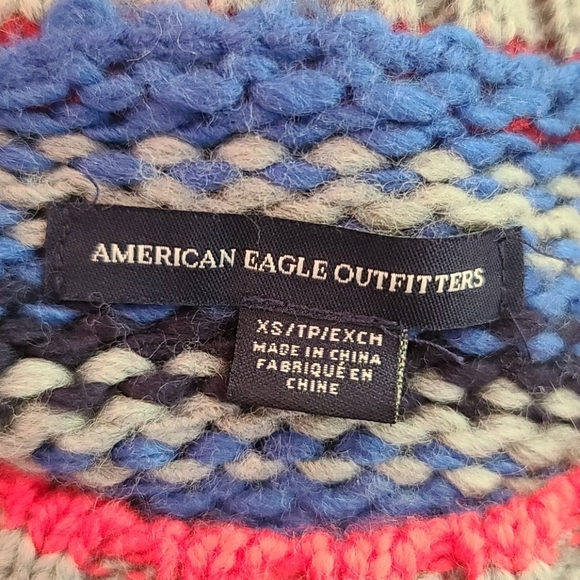 AMERICAN EAGLE OUTFITTERS
XS/TP/EXCH
MADE IN CHINA
FABRIQUÉ EN
CHINE